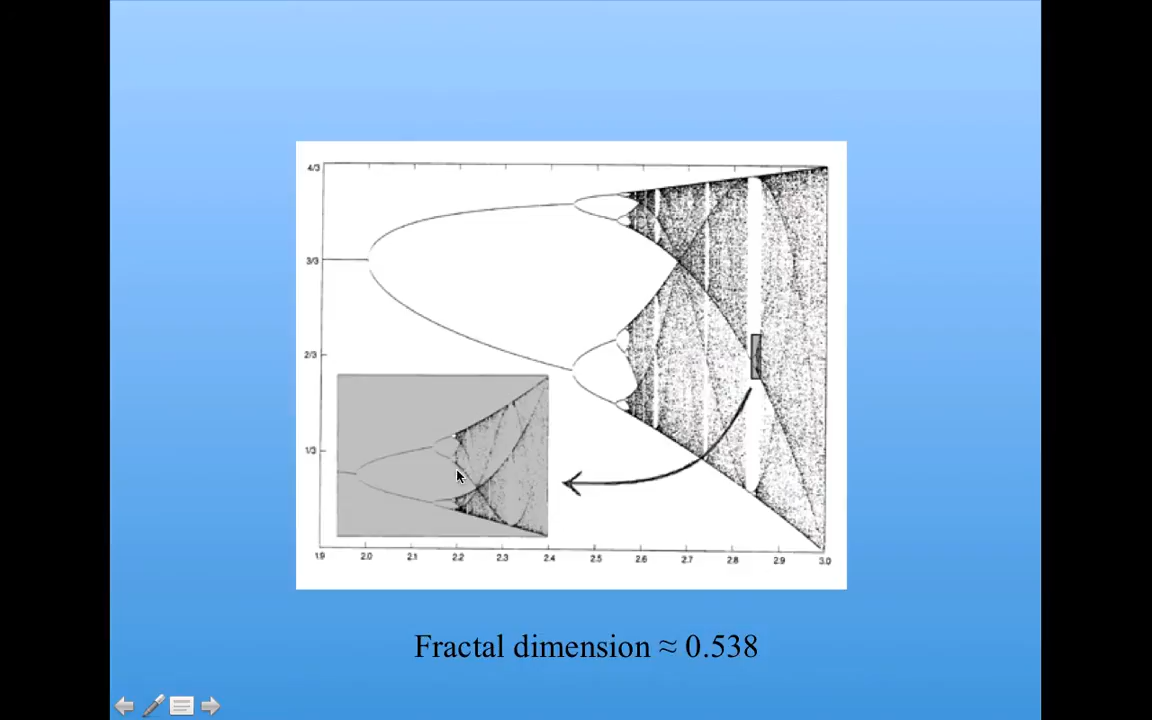 4/3
3/3
2/3
1/3
1.9 2.0 2.1 2.2 2.3 2.4 2.5 2.6 2.7 2.8 2.9 3.0
Fractal dimension ≈ 0.538